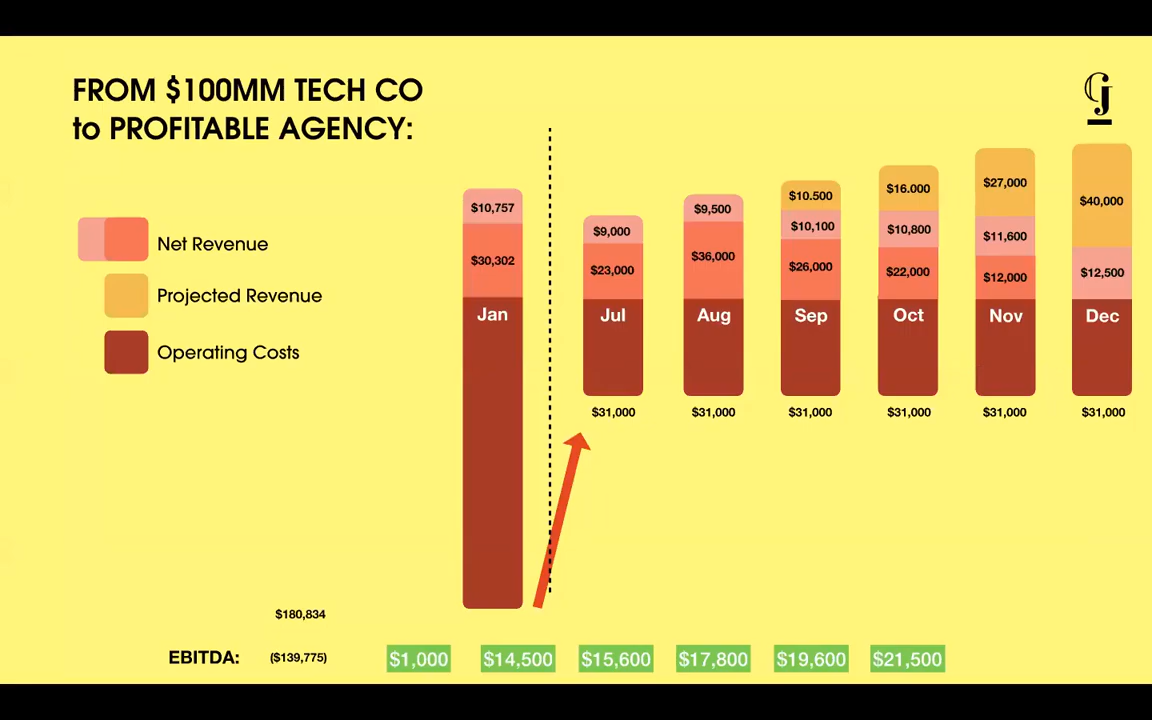 FROM $100MM TECH CO
to PROFITABLE AGENCY:
GJ
Net Revenue
Projected Revenue
Operating Costs
$10,757
$30,302
Jan
$9,000
$23,000
Jul
$31,000
$9,500
$36,000
Aug
$31,000
$10.500
$10,100
$26,000
Sep
$31,000
$16.000
$10,800
$22,000
Oct
$31,000
$27,000
$11,600
$12,000
Nov
$31,000
$40,000
$12,500
Dec
$31,000
$180,834
EBITDA: ($139,775) $1,000 $14,500 $15,600 $17,800 $19,600 $21,500